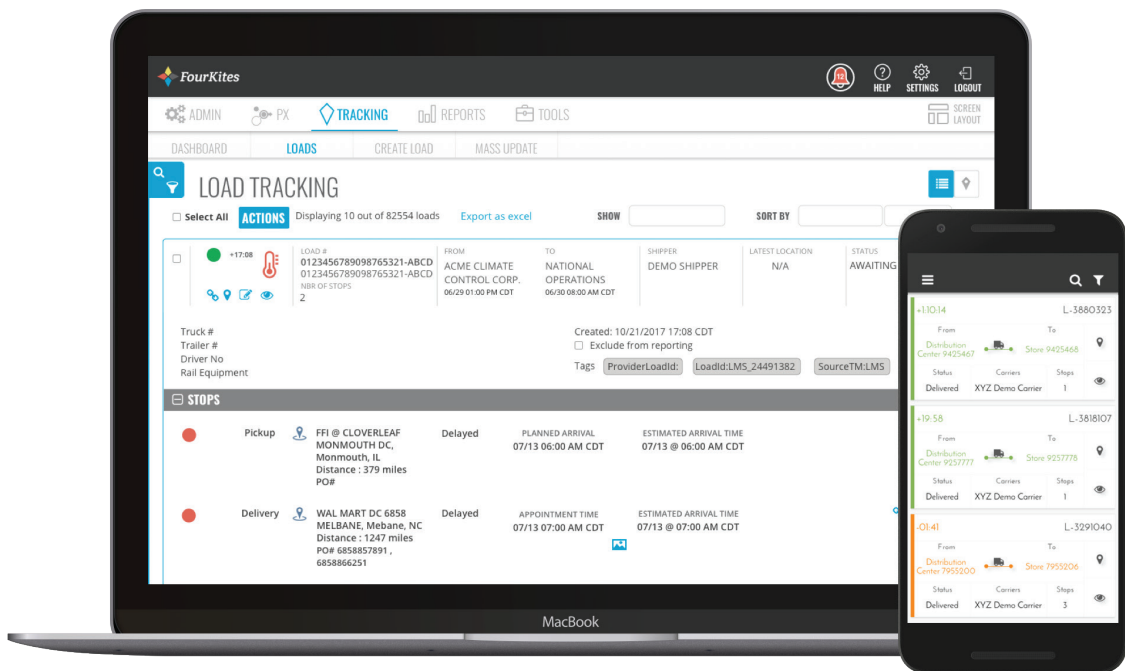 FourKites
12
HELP SETTINGS LOGOUT
ADMIN PX TRACKING REPORTS TOOLS
SCREEN
LAYOUT
DASHBOARD LOADS CREATE LOAD MASS UPDATE
LOAD TRACKING
Select All ACTIONS Displaying 10 out of 82554 loads Export as excel SHOW SORT BY
+17:08
LOAD #
0123456789098765321-ABCD
0123456789098765321-ABCD
NBR OF STOPS
2
FROM
ACME CLIMATE
CONTROL CORP.
06/29 01:00 PM CDT
TO
NATIONAL
OPERATIONS
06/30 08:00 AM CDT
SHIPPER
DEMO SHIPPER
LATEST LOCATION
N/A
STATUS
AWAITING
Truck #
Trailer #
Driver No
Rail Equipment
Created: 10/21/2017 17:08 CDT
Exclude from reporting
Tags ProviderLoadId: LoadId:LMS_24491382 SourceTM:LMS
STOPS
Pickup
FFI @ CLOVERLEAF
MONMOUTH DC,
Monmouth, IL
Distance : 379 miles
PO#
Delayed
PLANNED ARRIVAL
07/13 06:00 AM CDT
ESTIMATED ARRIVAL TIME
07/13 @ 06:00 AM CDT
Delivery
WAL MART DC 6858
MELBANE, Mebane, NC
Distance : 1247 miles
PO# 6858857891 ,
6858866251
Delayed
APPOINTMENT TIME
07/13 07:00 AM CDT
ESTIMATED ARRIVAL TIME
07/13 @ 07:00 AM CDT
MacBook
+1:10:14 L-3880323
From To
Distribution
Center 9425467
Store 9425468
Status Carriers Stops
Delivered XYZ Demo Carrier 1
+19:58 L-3818107
From To
Distribution
Center 9257777
Store 9257778
Status Carriers Stops
Delivered XYZ Demo Carrier 1
-01:41 L-3291040
From To
Distribution
Center 7955200
Store 7955206
Status Carriers Stops
Delivered XYZ Demo Carrier 3